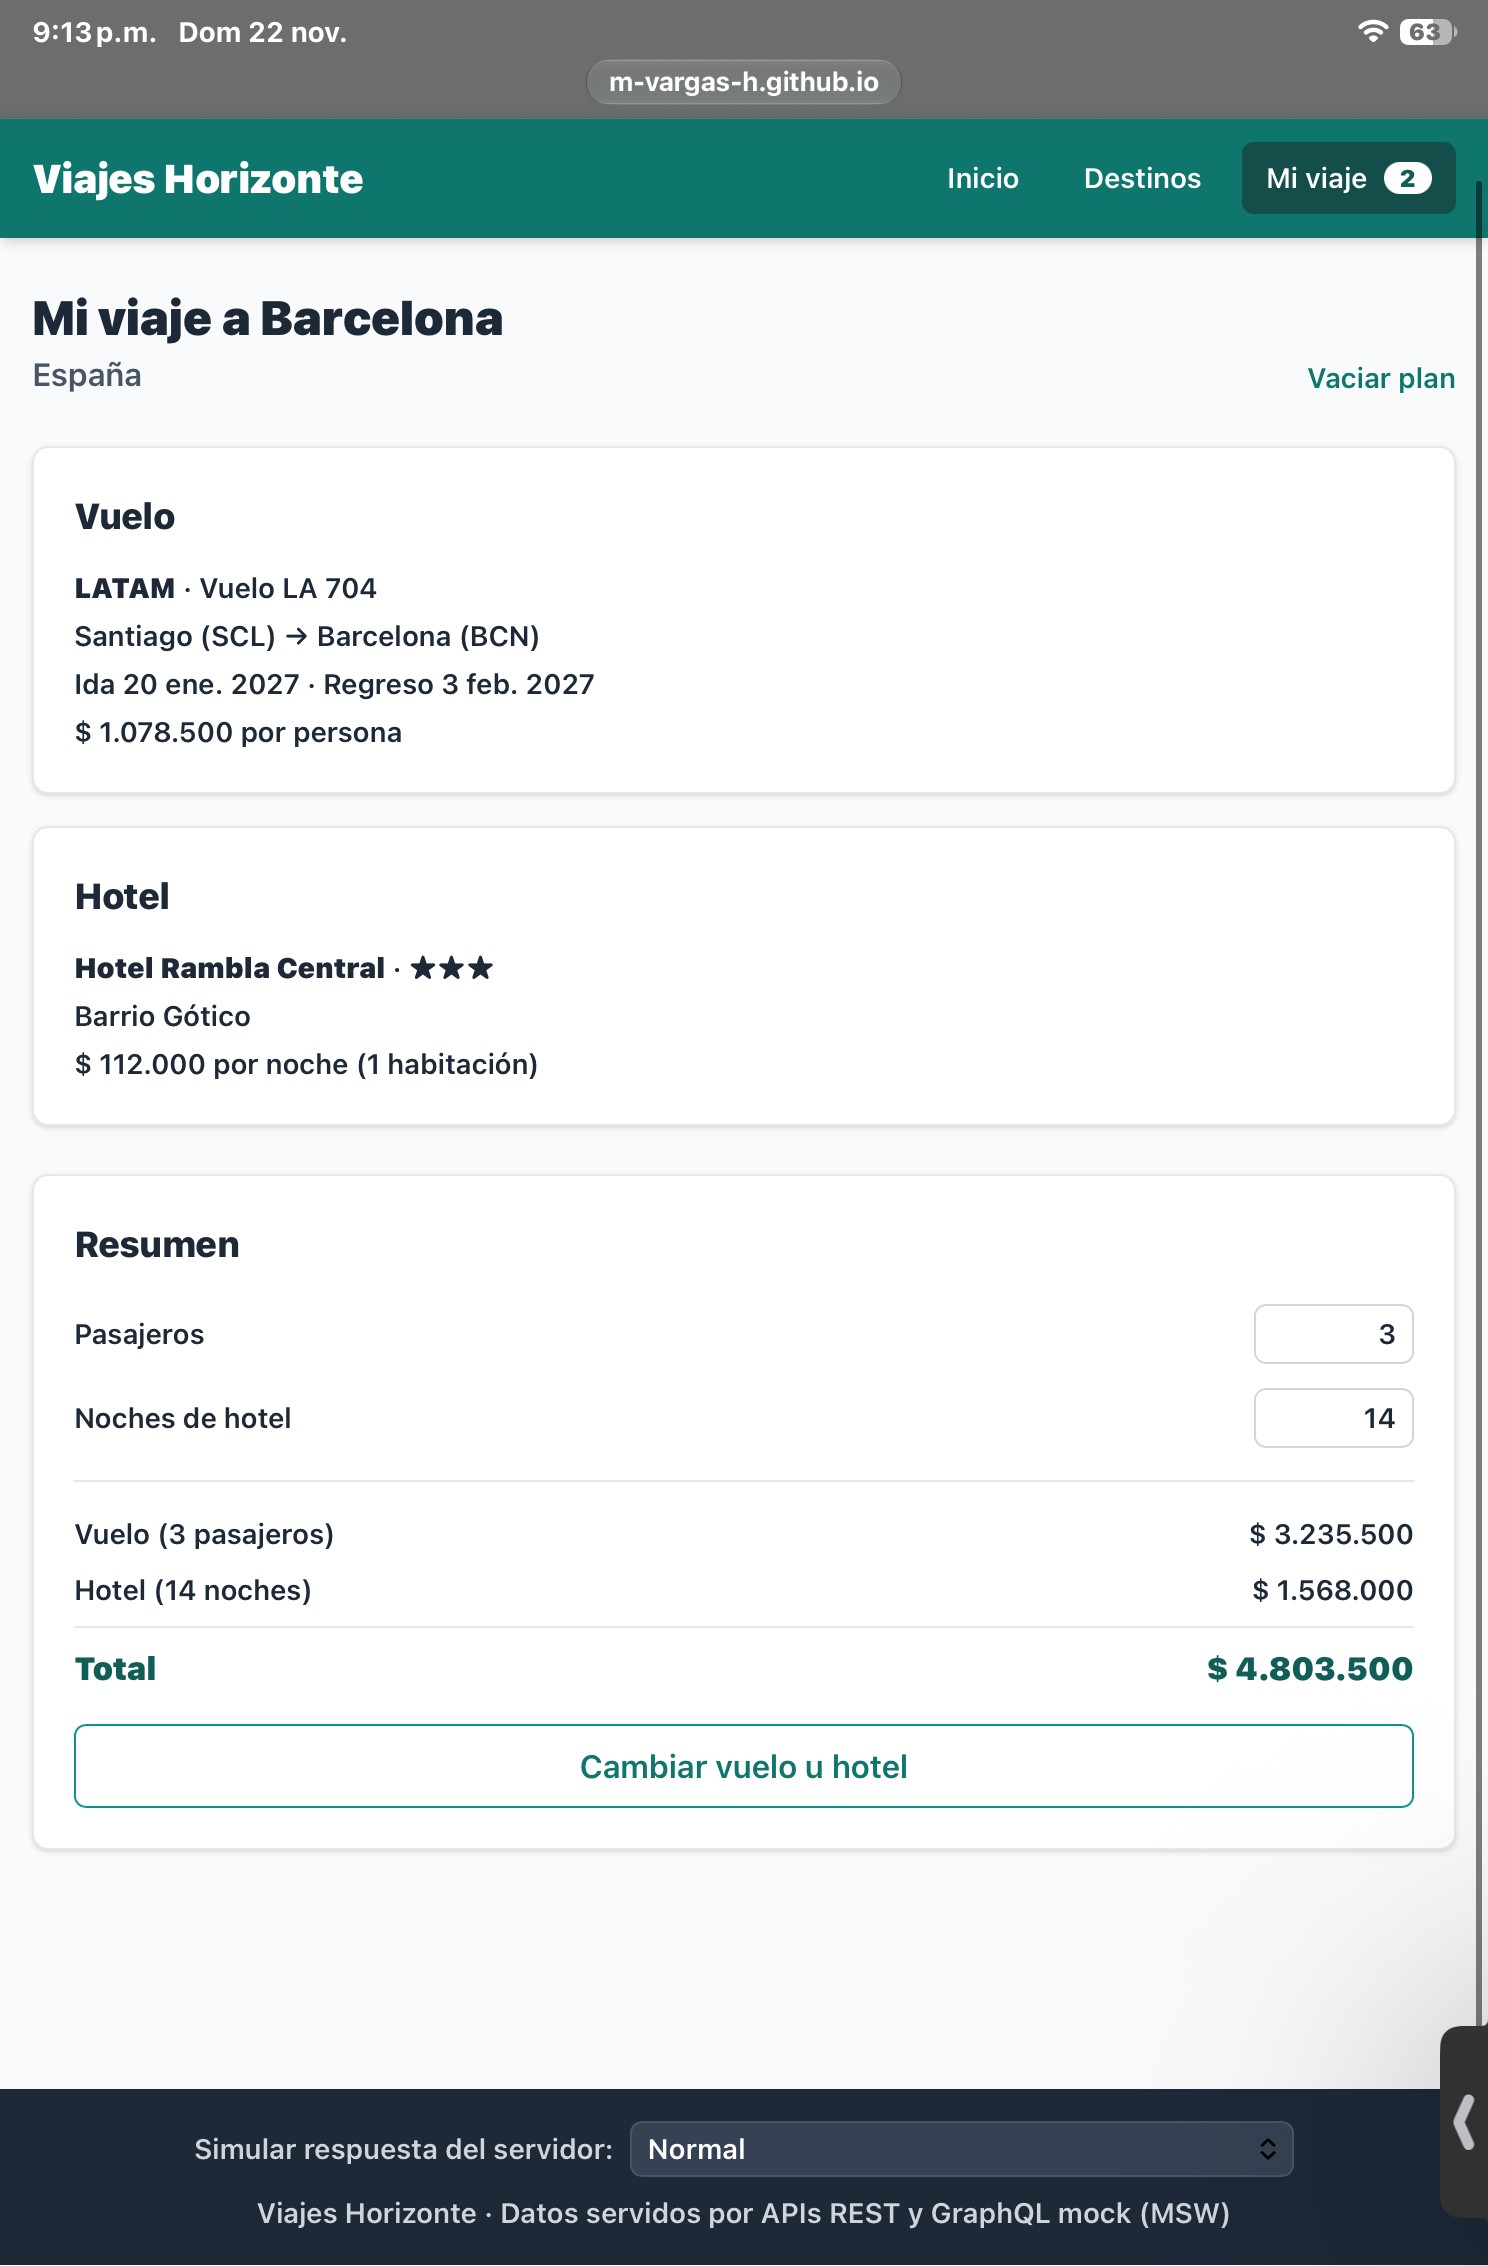 9:13 p.m. Dom 22 nov.
63
m-vargas-h.github.io
Viajes Horizonte
Inicio
Destinos
Mi viaje 2
Mi viaje a Barcelona
España
Vaciar plan
Vuelo
LATAM · Vuelo LA 704
Santiago (SCL) → Barcelona (BCN)
Ida 20 ene. 2027 · Regreso 3 feb. 2027
$ 1.078.500 por persona
Hotel
Hotel Rambla Central · ★★★
Barrio Gótico
$ 112.000 por noche (1 habitación)
Resumen
Pasajeros 3
Noches de hotel 14
Vuelo (3 pasajeros) $ 3.235.500
Hotel (14 noches) $ 1.568.000
Total $ 4.803.500
Cambiar vuelo u hotel
Simular respuesta del servidor: Normal
Viajes Horizonte · Datos servidos por APIs REST y GraphQL mock (MSW)